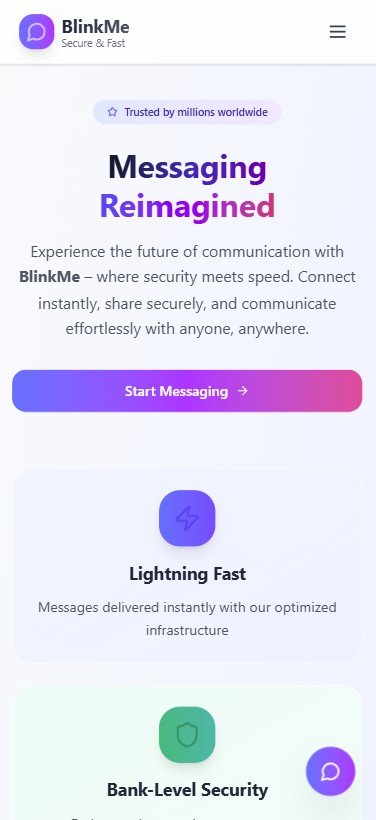 BlinkMe
Secure & Fast
Trusted by millions worldwide
Messaging
Reimagined
Experience the future of communication with
BlinkMe – where security meets speed. Connect
instantly, share securely, and communicate
effortlessly with anyone, anywhere.
Start Messaging →
Lightning Fast
Messages delivered instantly with our optimized
infrastructure
Bank-Level Security